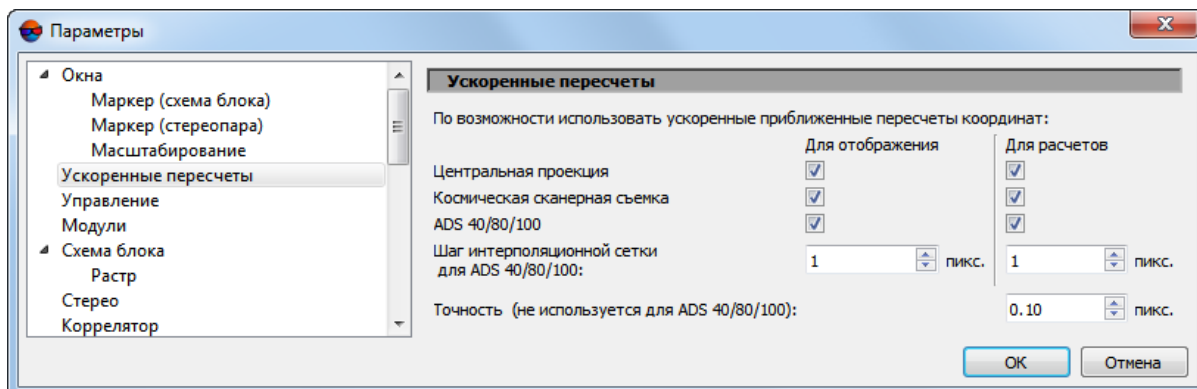 Параметры
Окна
Маркер (схема блока)
Маркер (стереопара)
Масштабирование
Ускоренные пересчеты
Управление
Модули
Схема блока
Растр
Стерео
Коррелятор
Ускоренные пересчеты
По возможности использовать ускоренные приближенные пересчеты координат:
Для отображения Для расчетов
Центральная проекция
Космическая сканерная съемка
ADS 40/80/100
Шаг интерполяционной сетки
для ADS 40/80/100: 1 пикс. 1 пикс.
Точность (не используется для ADS 40/80/100): 0.10 пикс.
OK Отмена